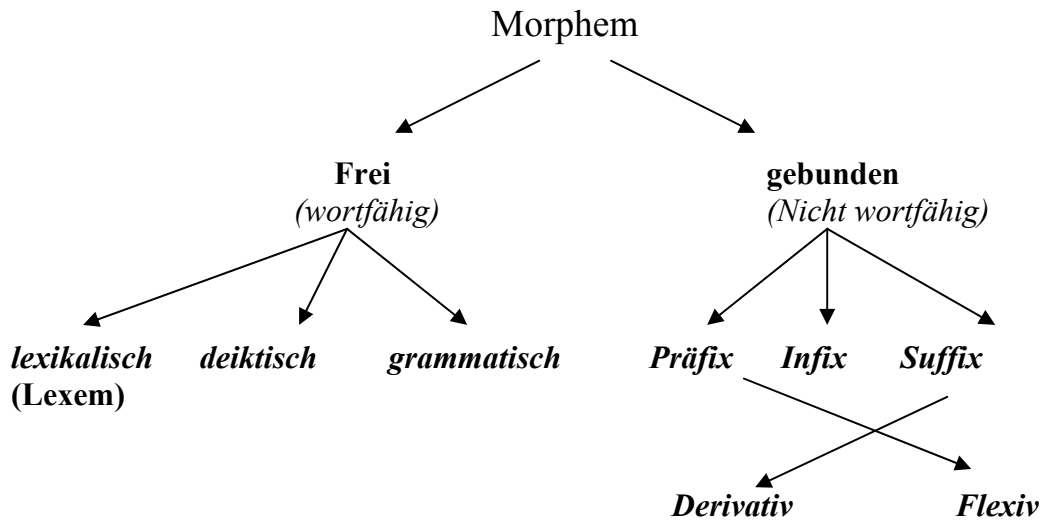 Morphem
Frei
(wortfähig)
gebunden
(Nicht wortfähig)
lexikalisch
(Lexem)
deiktisch
grammatisch
Präfix
Infix
Suffix
Derivativ
Flexiv